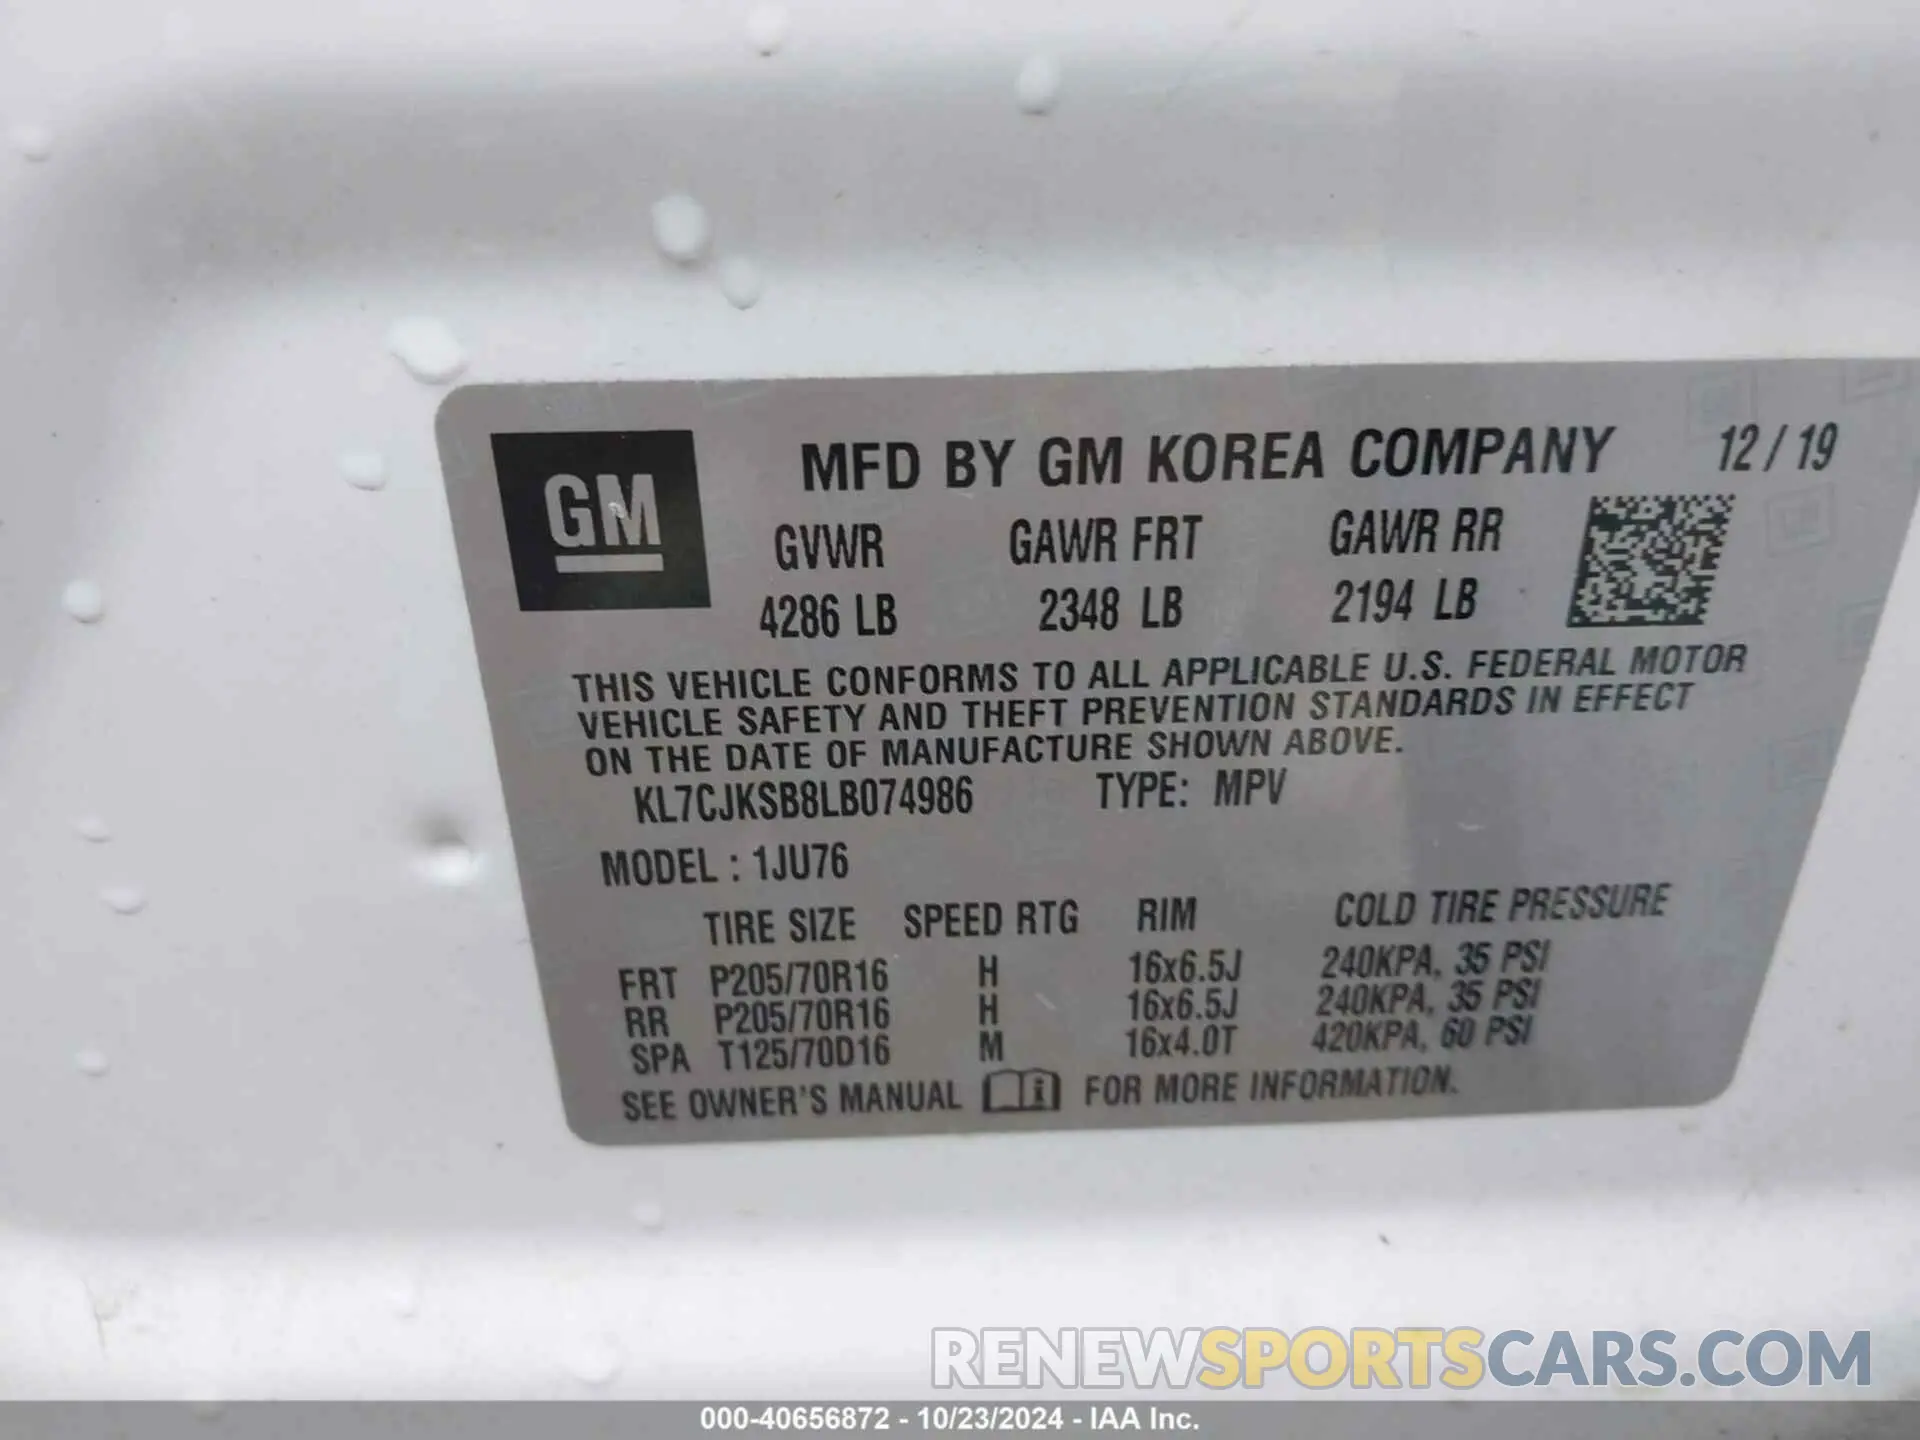 GM
MFD BY GM KOREA COMPANY 12 / 19
GVWR GAWR FRT GAWR RR
4286 LB 2348 LB 2194 LB
THIS VEHICLE CONFORMS TO ALL APPLICABLE U.S. FEDERAL MOTOR
VEHICLE SAFETY AND THEFT PREVENTION STANDARDS IN EFFECT
ON THE DATE OF MANUFACTURE SHOWN ABOVE.
KL7CJKSB8LB074986 TYPE: MPV
MODEL : 1JU76
TIRE SIZE SPEED RTG RIM COLD TIRE PRESSURE
FRT P205/70R16 H 16x6.5J 240KPA, 35 PSI
RR P205/70R16 H 16x6.5J 240KPA, 35 PSI
SPA T125/70D16 M 16x4.0T 420KPA, 60 PSI
SEE OWNER'S MANUAL i FOR MORE INFORMATION.
RENEWSPORTSCARS.COM
000-40656872 - 10/23/2024 - IAA Inc.